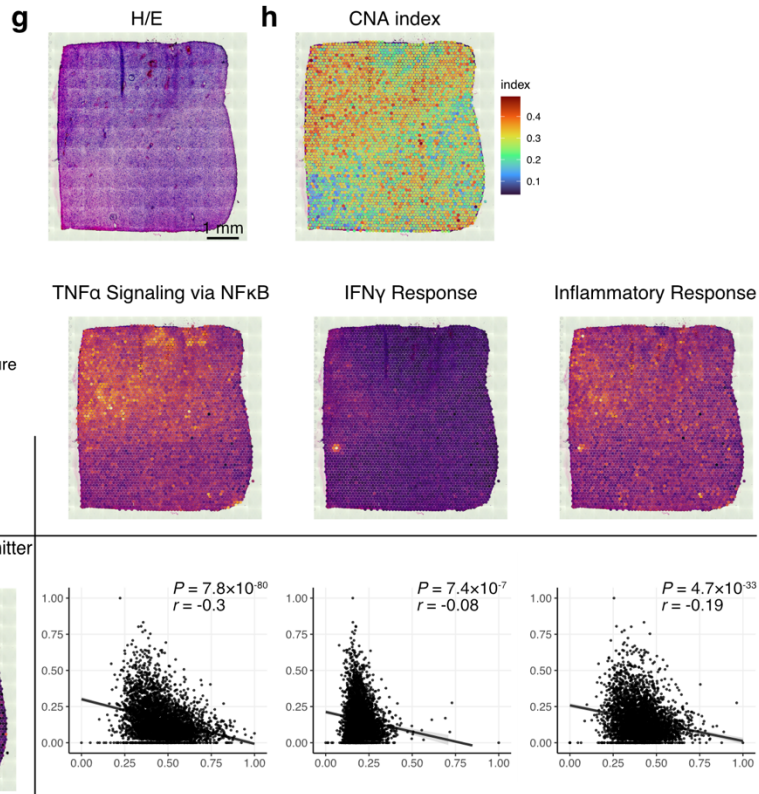 g
H/E
1 mm
h
CNA index
index
0.4
0.3
0.2
0.1
TNFα Signaling via NFκB
IFNγ Response
Inflammatory Response
P = 7.8×10⁻⁸⁰
r = -0.3
1.00
0.75
0.50
0.25
0.00
0.00 0.25 0.50 0.75 1.00
P = 7.4×10⁻⁷
r = -0.08
1.00
0.75
0.50
0.25
0.00
0.00 0.25 0.50 0.75 1.00
P = 4.7×10⁻³³
r = -0.19
1.00
0.75
0.50
0.25
0.00
0.00 0.25 0.50 0.75 1.00